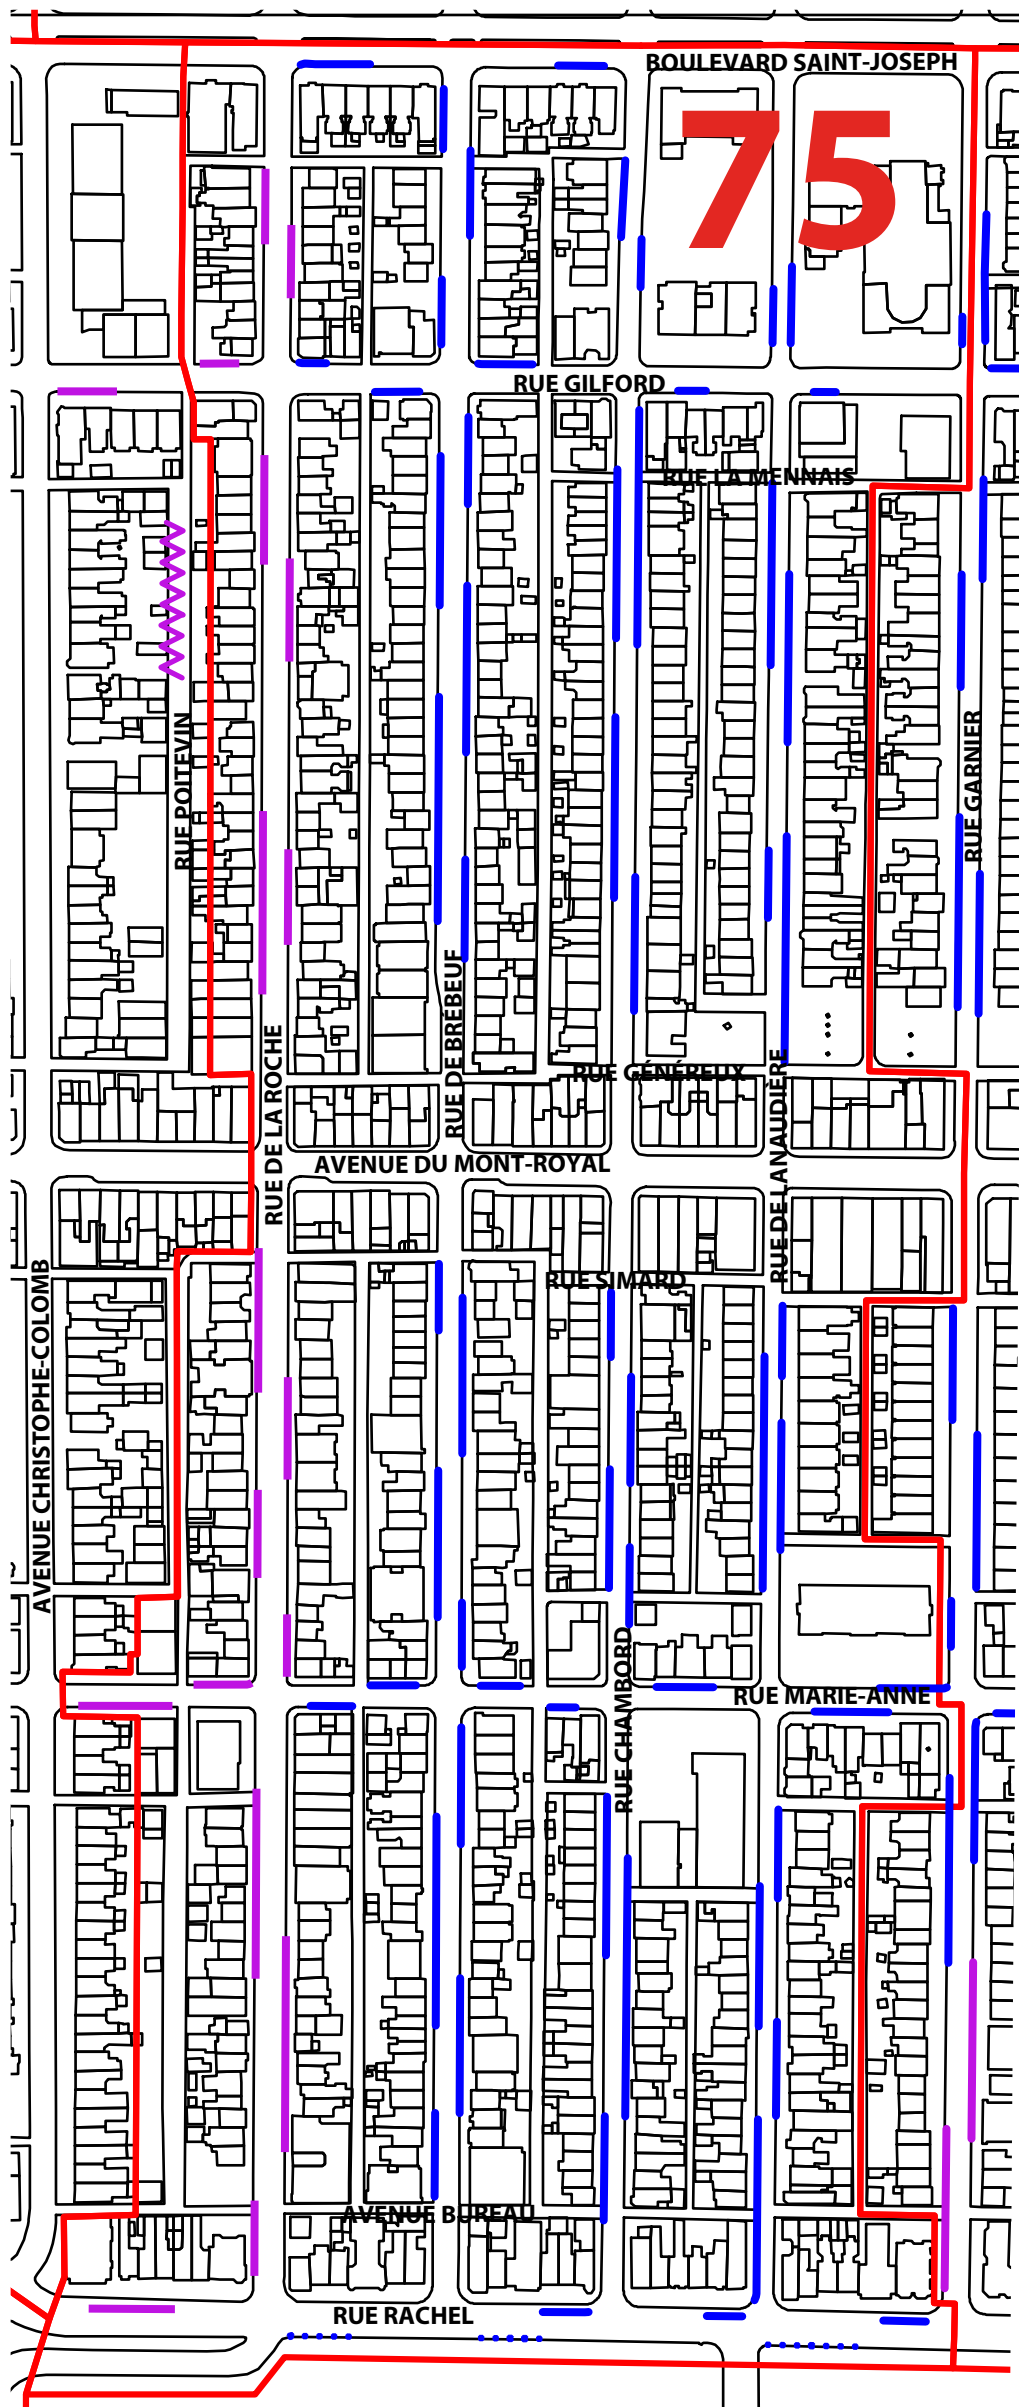 BOULEVARD SAINT-JOSEPH
75
RUE GILFORD
RUE LA MENNAIS
RUE POITEVIN
RUE GARNIER
RUE DE BRÉBEUF
RUE DE LA ROCHE
RUE GÉNÉREUX
RUE DE LANAUDIÈRE
AVENUE DU MONT-ROYAL
AVENUE CHRISTOPHE-COLOMB
RUE SIMARD
RUE CHAMBORD
RUE MARIE-ANNE
AVENUE BUREAU
RUE RACHEL